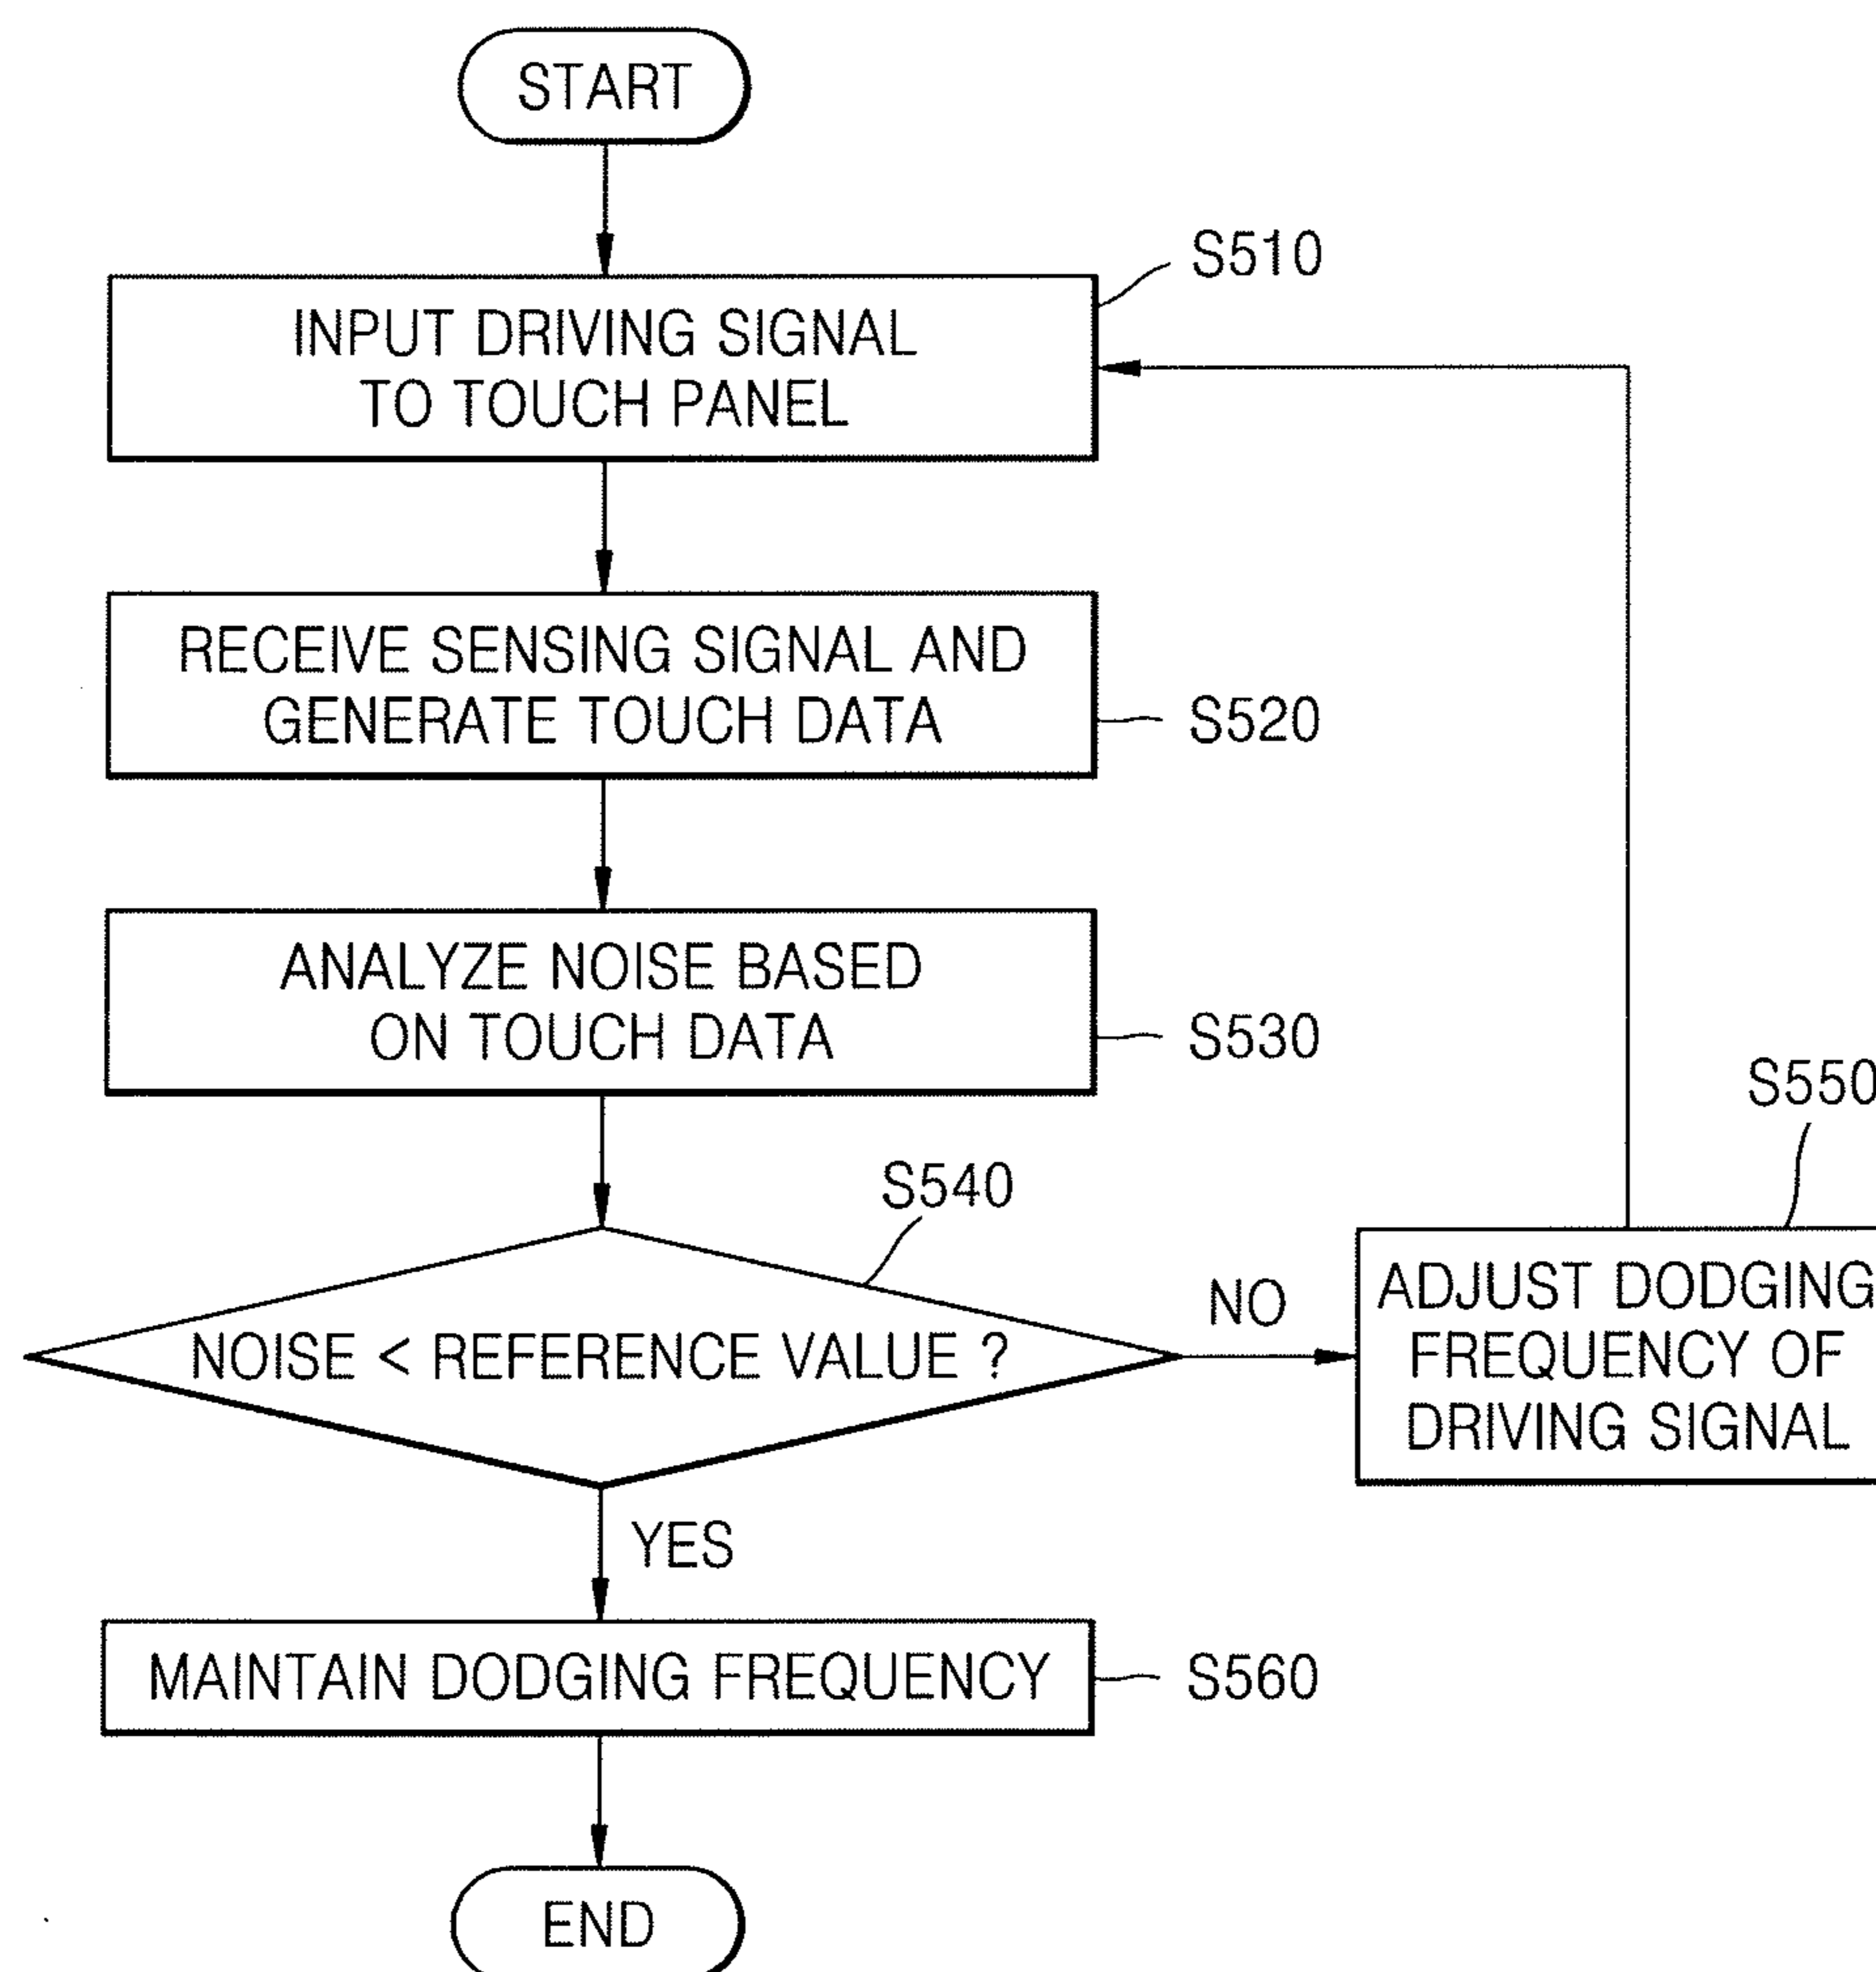 START
S510
INPUT DRIVING SIGNAL
TO TOUCH PANEL
RECEIVE SENSING SIGNAL AND
GENERATE TOUCH DATA
S520
ANALYZE NOISE BASED
ON TOUCH DATA
S530
S540
NOISE < REFERENCE VALUE ?
NO
S550
ADJUST DODGING
FREQUENCY OF
DRIVING SIGNAL
YES
MAINTAIN DODGING FREQUENCY
S560
END